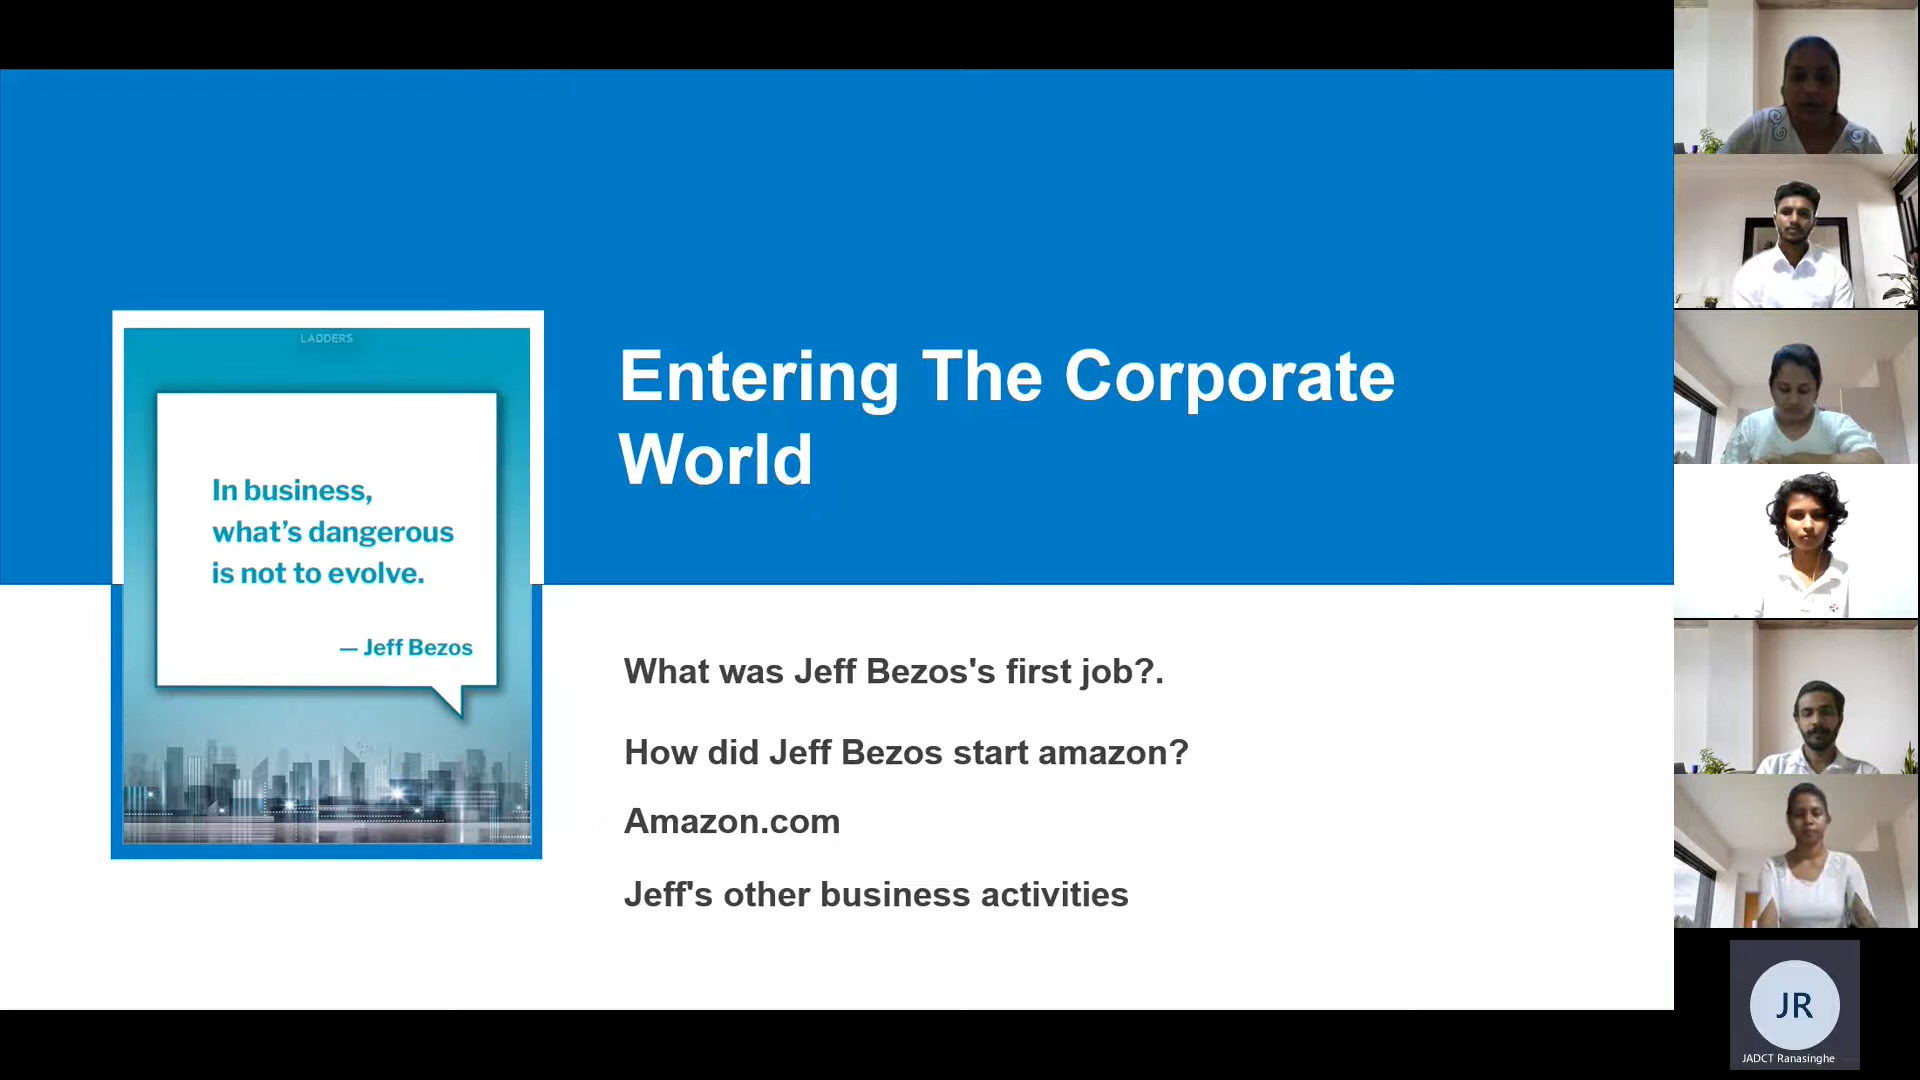 LADDERS
In business,
what’s dangerous
is not to evolve.
— Jeff Bezos
Entering The Corporate
World
What was Jeff Bezos's first job?.
How did Jeff Bezos start amazon?
Amazon.com
Jeff's other business activities
JR
JADCT Ranasinghe